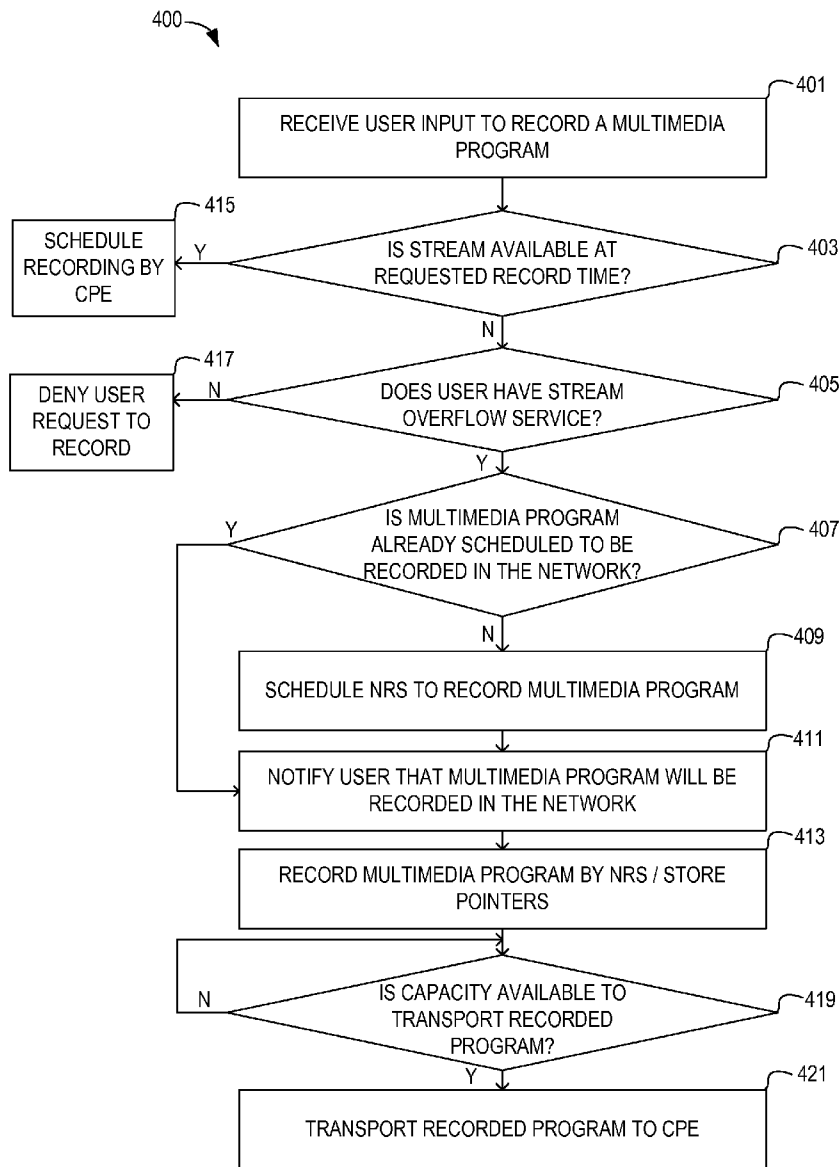 400
401
RECEIVE USER INPUT TO RECORD A MULTIMEDIA
PROGRAM
415
SCHEDULE
RECORDING BY
CPE
Y
IS STREAM AVAILABLE AT
REQUESTED RECORD TIME?
403
N
417
DENY USER
REQUEST TO
RECORD
N
DOES USER HAVE STREAM
OVERFLOW SERVICE?
405
Y
Y
IS MULTIMEDIA PROGRAM
ALREADY SCHEDULED TO BE
RECORDED IN THE NETWORK?
407
N
409
SCHEDULE NRS TO RECORD MULTIMEDIA PROGRAM
411
NOTIFY USER THAT MULTIMEDIA PROGRAM WILL BE
RECORDED IN THE NETWORK
413
RECORD MULTIMEDIA PROGRAM BY NRS / STORE
POINTERS
N
IS CAPACITY AVAILABLE TO
TRANSPORT RECORDED
PROGRAM?
419
Y
421
TRANSPORT RECORDED PROGRAM TO CPE